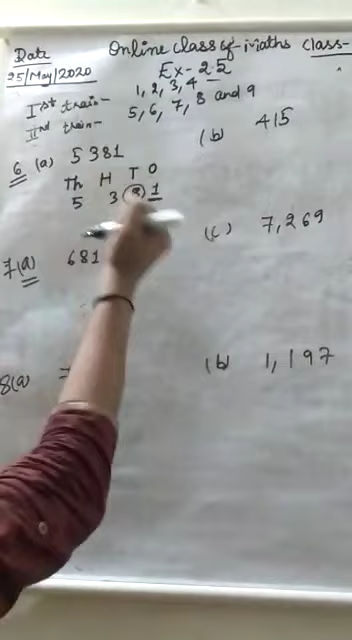 Date Online class of - Maths Class-
25/May/2020 Ex - 2.5
Ist train - 1, 2, 3, 4
IInd train - 5, 6, 7, 8 and 9
6 (a) 5381 (b) 415
Th H T O
5 3 8 1
7 (a) 681 (c) 7,269
8(a) (b) 1,197